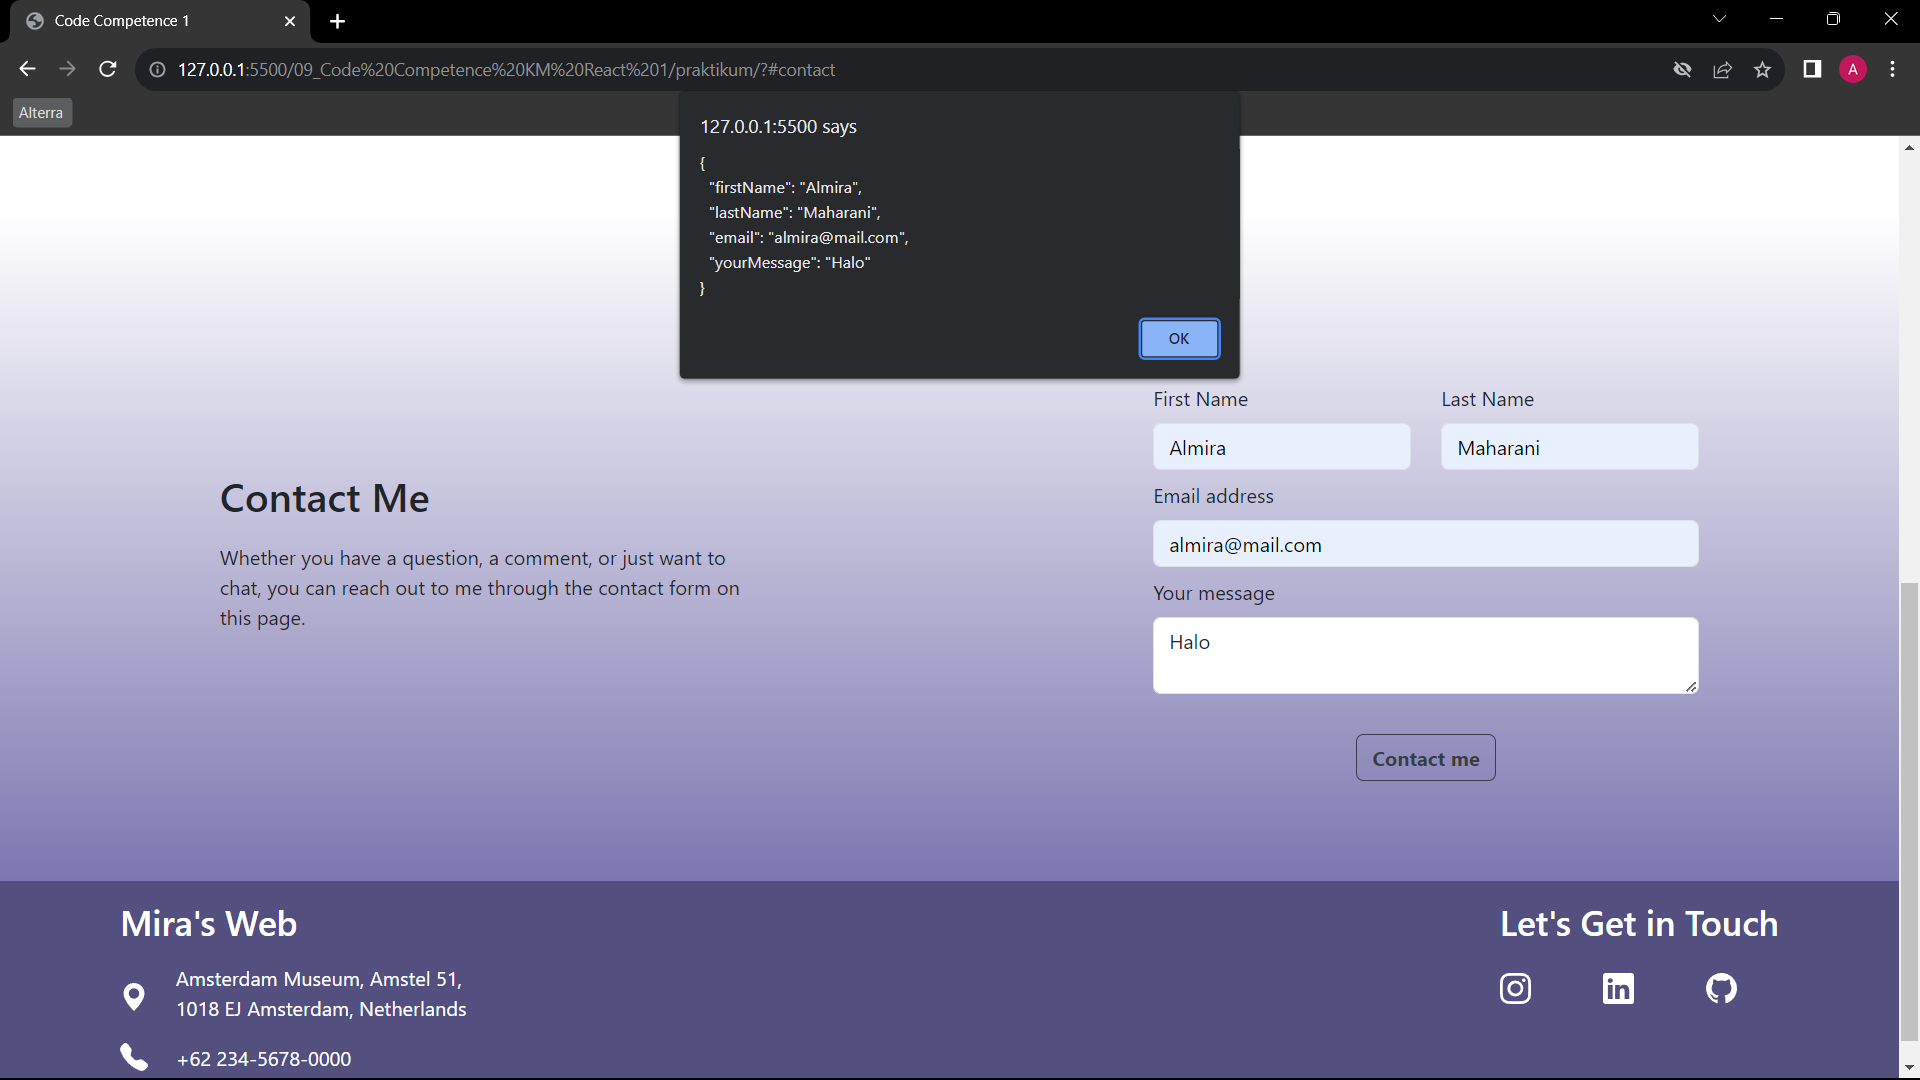 Code Competence 1
127.0.0.1:5500/09_Code%20Competence%20KM%20React%201/praktikum/?#contact
A
Alterra
127.0.0.1:5500 says
{
"firstName": "Almira",
"lastName": "Maharani",
"email": "almira@mail.com",
"yourMessage": "Halo"
}
OK
First Name
Last Name
Almira
Maharani
Email address
almira@mail.com
Your message
Halo
Contact me
Contact Me
Whether you have a question, a comment, or just want to
chat, you can reach out to me through the contact form on
this page.
Mira's Web
Amsterdam Museum, Amstel 51,
1018 EJ Amsterdam, Netherlands
+62 234-5678-0000
Let's Get in Touch
in